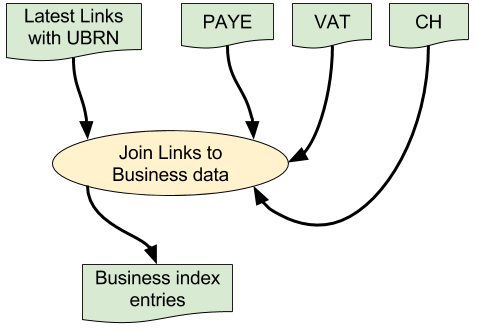 Latest Links
with UBRN
PAYE
VAT
CH
Join Links to
Business data
Business index
entries